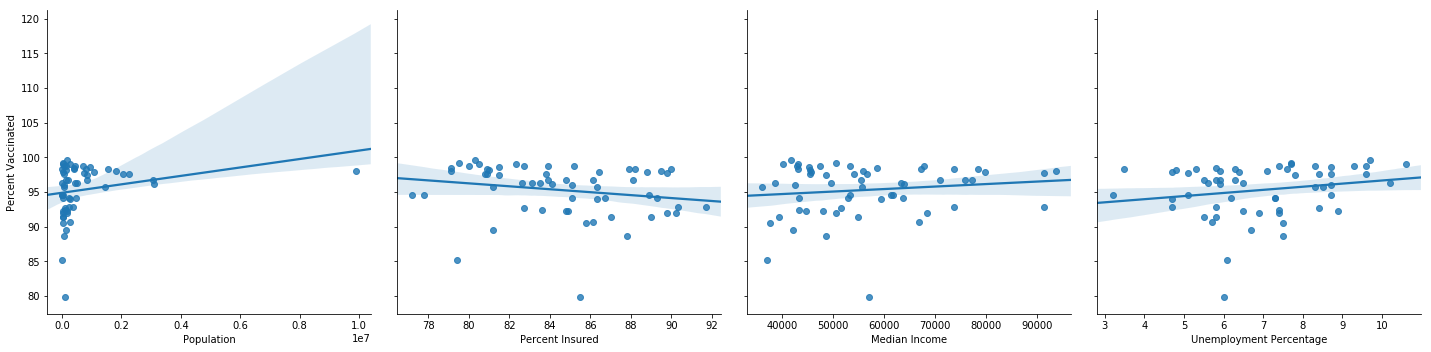 120
115
110
105
100
95
90
85
80
Percent Vaccinated
0.0 0.2 0.4 0.6 0.8 1.0
1e7
Population
78 80 82 84 86 88 90 92
Percent Insured
40000 50000 60000 70000 80000 90000
Median Income
3 4 5 6 7 8 9 10
Unemployment Percentage